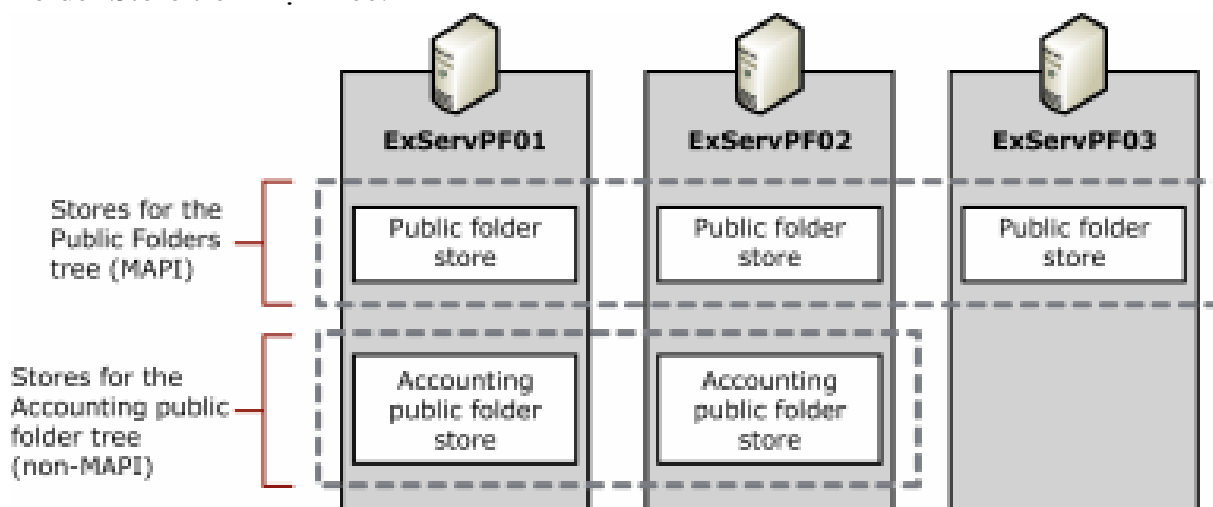 ExServPF01
ExServPF02
ExServPF03
Stores for the
Public Folders
tree (MAPI)
Public folder
store
Public folder
store
Public folder
store
Stores for the
Accounting public
folder tree
(non-MAPI)
Accounting
public folder
store
Accounting
public folder
store